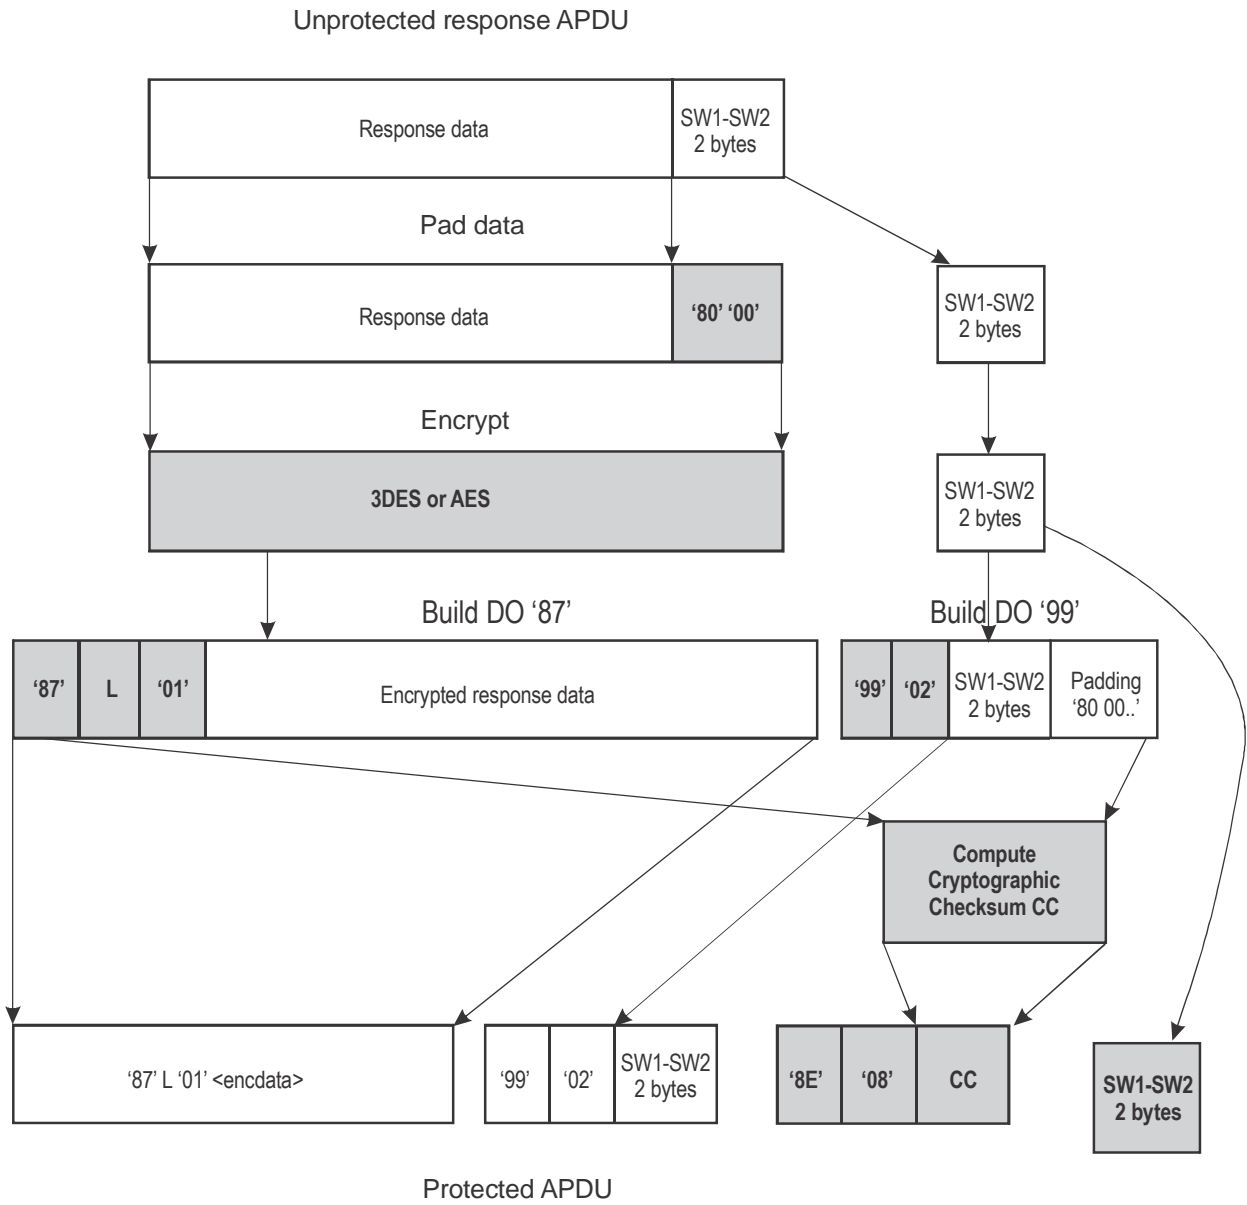 Unprotected response APDU
Response data
SW1-SW2
2 bytes
Pad data
Response data
‘80’ ‘00’
SW1-SW2
2 bytes
Encrypt
3DES or AES
SW1-SW2
2 bytes
Build DO ‘87’
Build DO ‘99’
‘87’
L
‘01’
Encrypted response data
‘99’
‘02’
SW1-SW2
2 bytes
Padding
‘80 00..’
Compute
Cryptographic
Checksum CC
‘87’ L ‘01’ <encdata>
‘99’
‘02’
SW1-SW2
2 bytes
‘8E’
‘08’
CC
SW1-SW2
2 bytes
Protected APDU